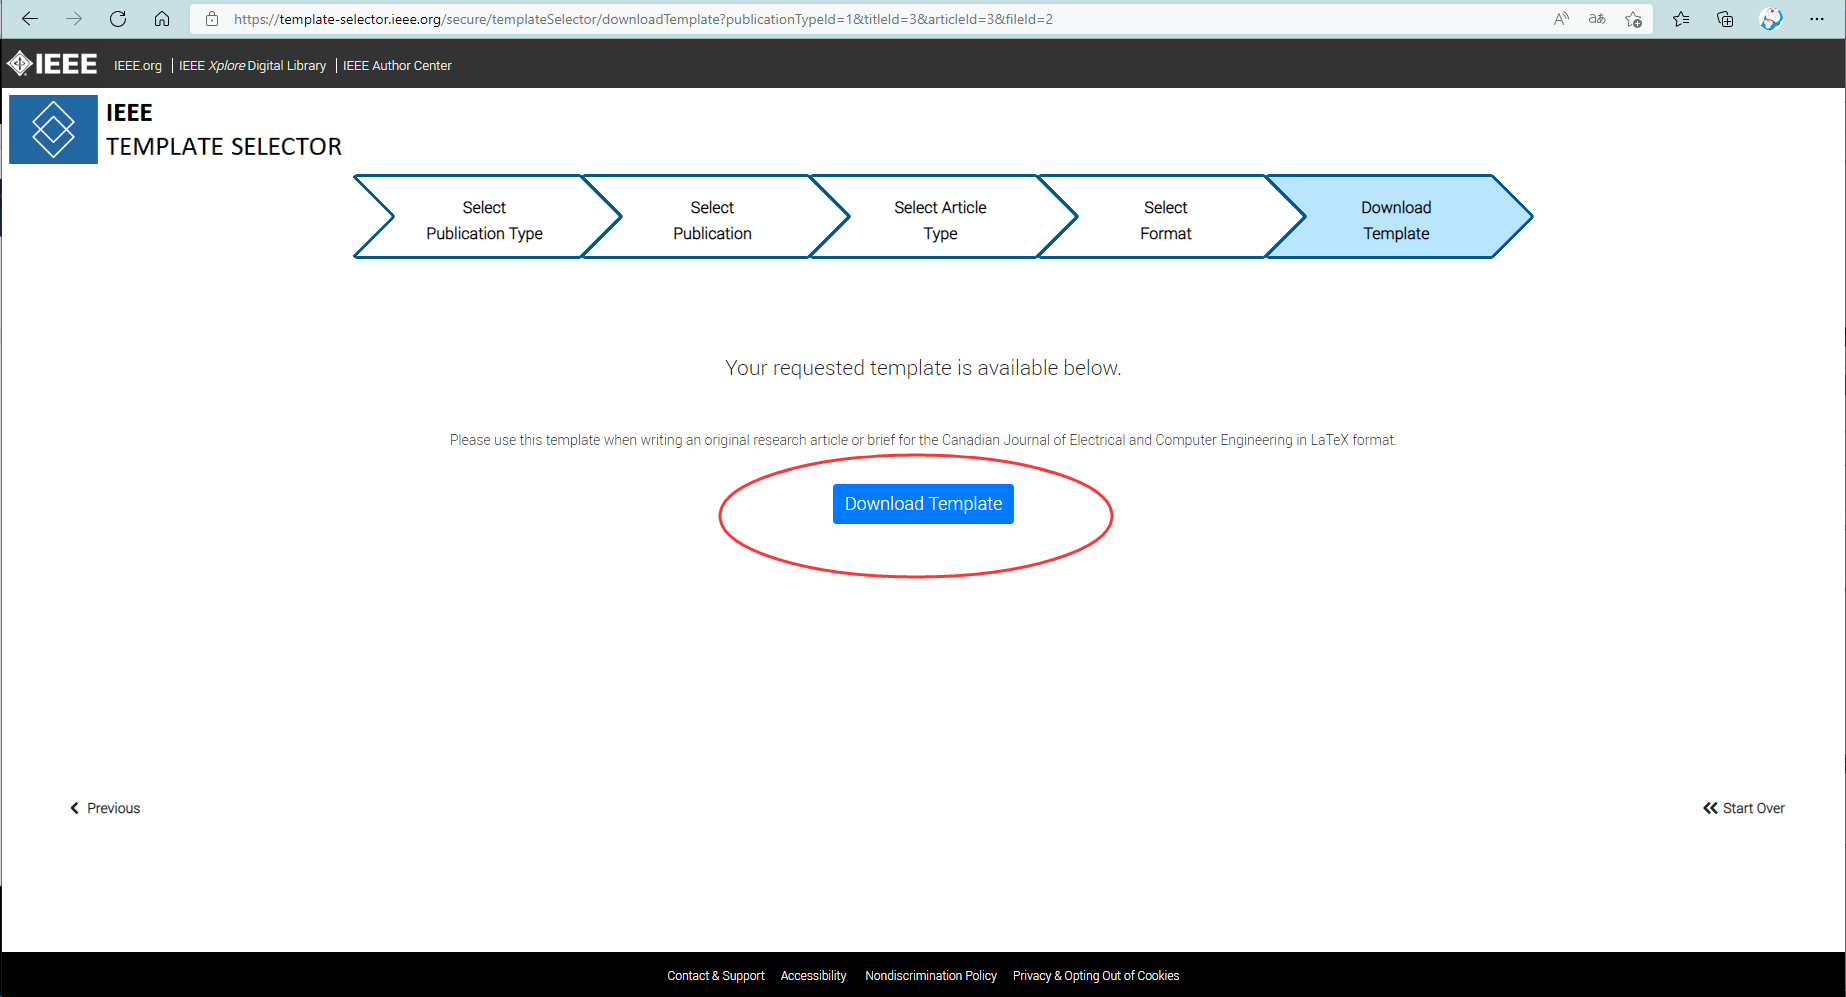 https://template-selector.ieee.org/secure/templateSelector/downloadTemplate?publicationTypeId=1&titleId=3&articleId=3&fileId=2
IEEE IEEE.org | IEEE Xplore Digital Library | IEEE Author Center
IEEE
TEMPLATE SELECTOR
Select
Publication Type
Select
Publication
Select Article
Type
Select
Format
Download
Template
Your requested template is available below.
Please use this template when writing an original research article or brief for the Canadian Journal of Electrical and Computer Engineering in LaTeX format.
Download Template
Previous
Start Over
Contact & Support Accessibility Nondiscrimination Policy Privacy & Opting Out of Cookies